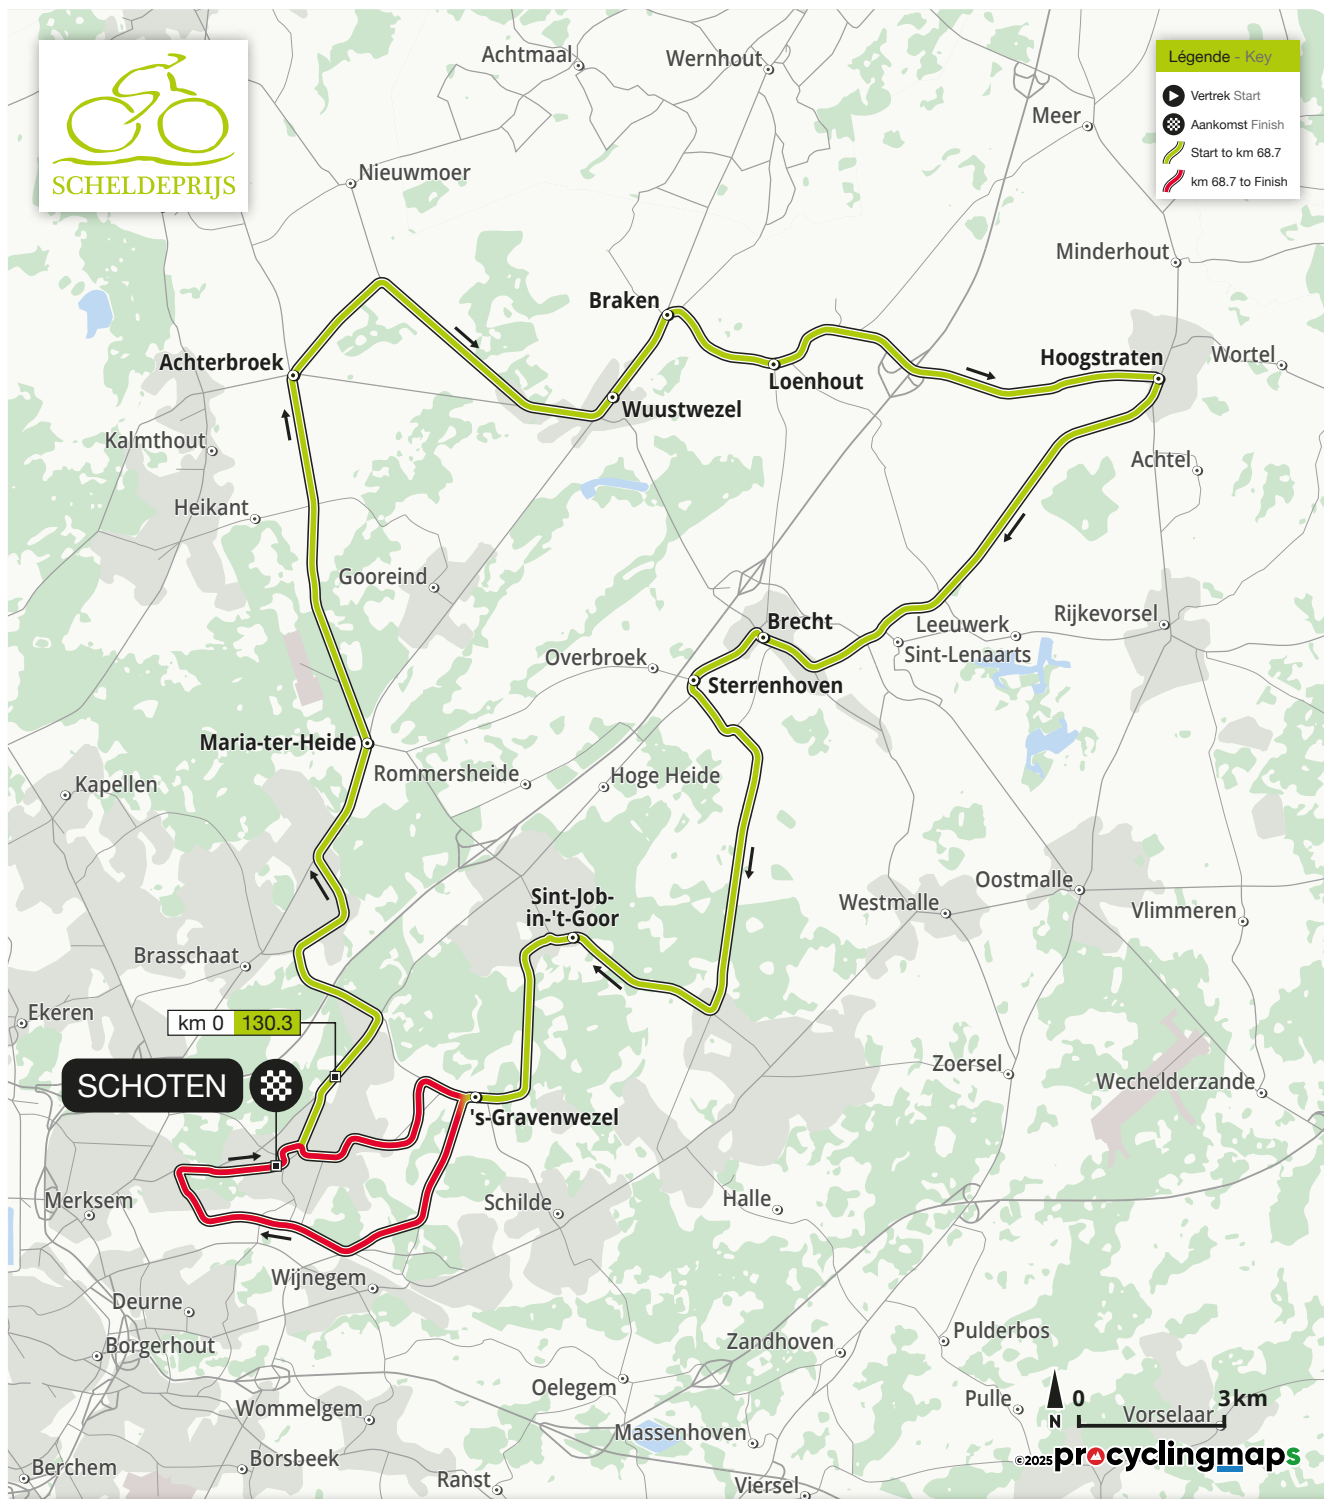 Achtmaal
Wernhout
Légende - Key
Vertrek Start
Aankomst Finish
Start to km 68.7
km 68.7 to Finish
Meer
SCHELDEPRIJS
Nieuwmoer
Minderhout
Braken
Achterbroek
Hoogstraten
Wortel
Loenhout
Wuustwezel
Kalmthout
Achtel
Heikant
Gooreind
Brecht
Leeuwerk
Rijkevorsel
Overbroek
Sint-Lenaarts
Sterrenhoven
Maria-ter-Heide
Rommersheide
Hoge Heide
Kapellen
Oostmalle
Sint-Job-
in-'t-Goor
Westmalle
Vlimmeren
Brasschaat
Ekeren
km 0 130.3
Zoersel
Wechelderzande
SCHOTEN
's-Gravenwezel
Merksem
Schilde
Halle
Wijnegem
Deurne
Borgerhout
Zandhoven
Pulderbos
Oelegem
Pulle
N
0 3km
Vorselaar
Wommelgem
Massenhoven
Borsbeek
©2025 procyclingmaps
Berchem
Ranst
Viersel